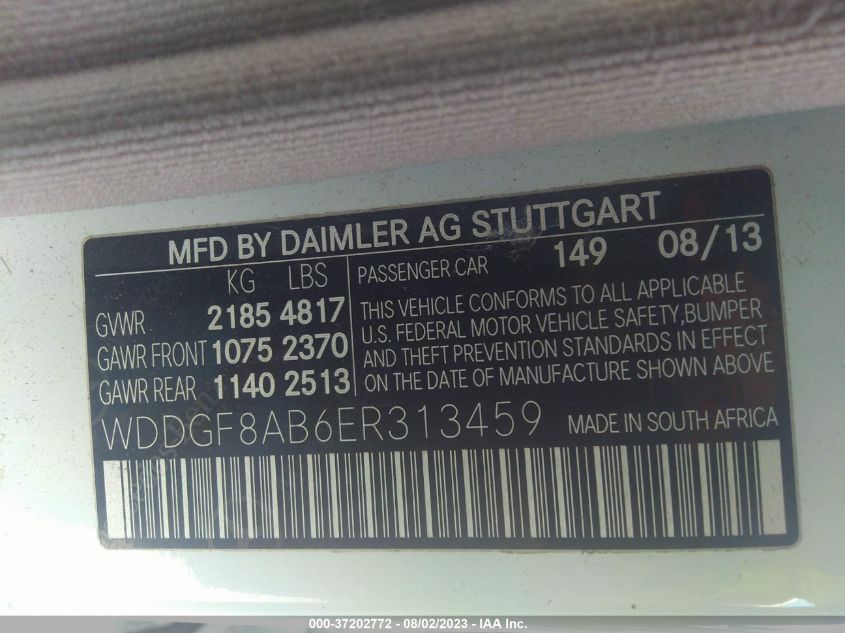 MFD BY DAIMLER AG STUTTGART
KG LBS
GVWR 2185 4817
GAWR FRONT 1075 2370
GAWR REAR 1140 2513
PASSENGER CAR 149 08/13
THIS VEHICLE CONFORMS TO ALL APPLICABLE
U.S. FEDERAL MOTOR VEHICLE SAFETY,BUMPER
AND THEFT PREVENTION STANDARDS IN EFFECT
ON THE DATE OF MANUFACTURE SHOWN ABOVE
WDDGF8AB6ER313459 MADE IN SOUTH AFRICA
000-37202772 - 08/02/2023 - IAA Inc.